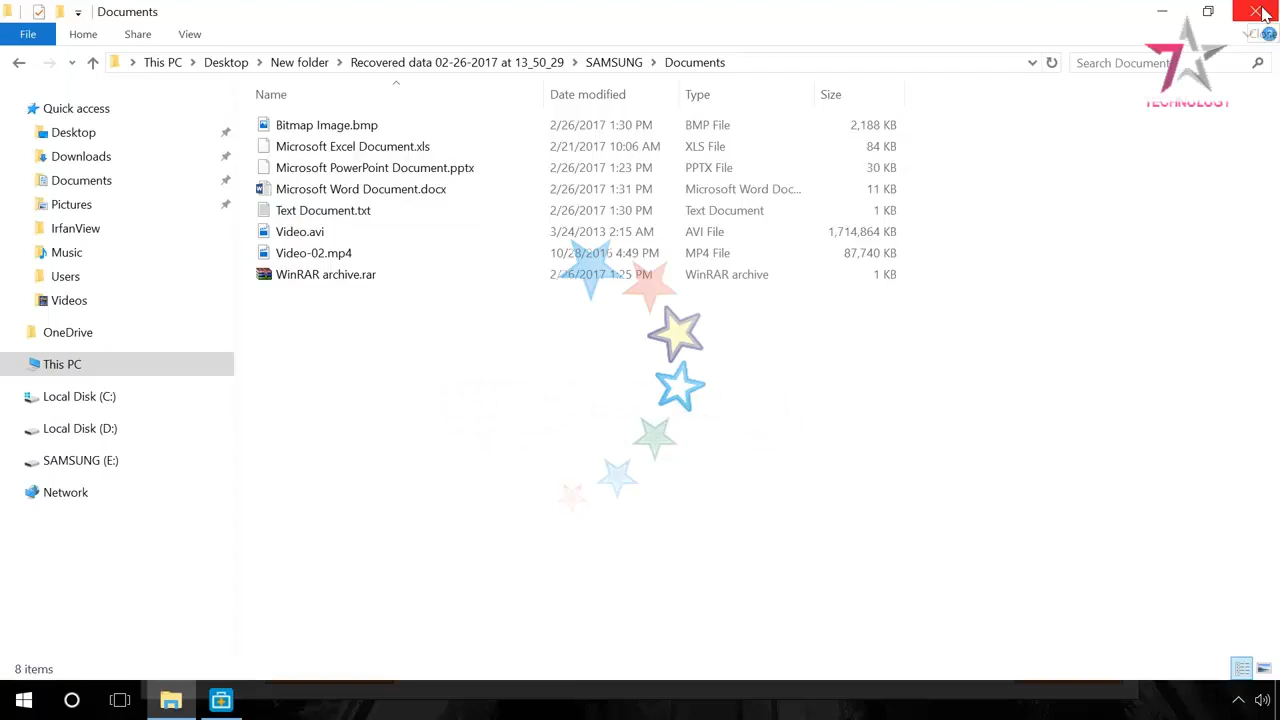 Documents
File Home Share View
Close
This PC Desktop New folder Recovered data 02-26-2017 at 13_50_29 SAMSUNG Documents
Search Document
7 TECHNOLOGY
Name Date modified Type Size
Quick access
Desktop
Downloads
Documents
Pictures
IrfanView
Music
Users
Videos
OneDrive
This PC
Local Disk (C:)
Local Disk (D:)
SAMSUNG (E:)
Network
Bitmap Image.bmp 2/26/2017 1:30 PM BMP File 2,188 KB
Microsoft Excel Document.xls 2/21/2017 10:06 AM XLS File 84 KB
Microsoft PowerPoint Document.pptx 2/26/2017 1:23 PM PPTX File 30 KB
Microsoft Word Document.docx 2/26/2017 1:31 PM Microsoft Word Doc... 11 KB
Text Document.txt 2/26/2017 1:30 PM Text Document 1 KB
Video.avi 3/24/2013 2:15 AM AVI File 1,714,864 KB
Video-02.mp4 10/28/2016 4:49 PM MP4 File 87,740 KB
WinRAR archive.rar 2/26/2017 1:25 PM WinRAR archive 1 KB
8 items